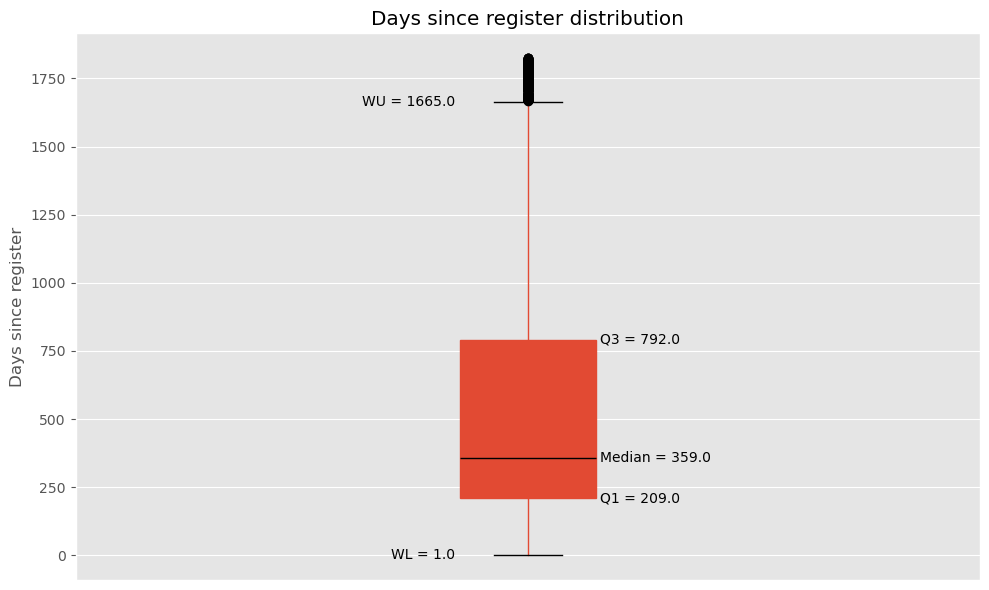 Days since register distribution
Days since register
1750
1500
1250
1000
750
500
250
0
WU = 1665.0
Q3 = 792.0
Median = 359.0
Q1 = 209.0
WL = 1.0